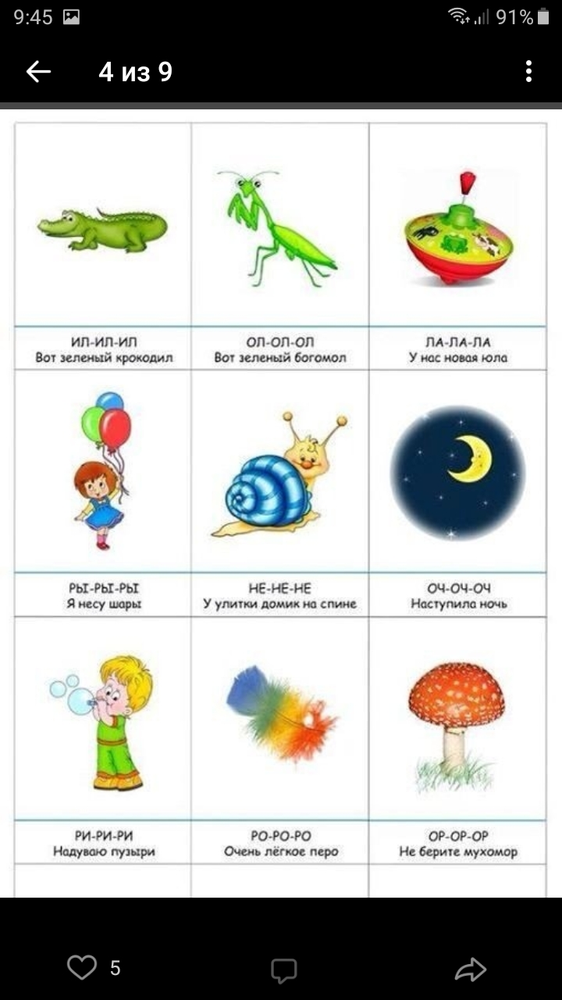 9:45
91%
4 из 9
ИЛ-ИЛ-ИЛ
Вот зеленый крокодил
ОЛ-ОЛ-ОЛ
Вот зеленый богомол
ЛА-ЛА-ЛА
У нас новая юла
РЫ-РЫ-РЫ
Я несу шары
НЕ-НЕ-НЕ
У улитки домик на спине
ОЧ-ОЧ-ОЧ
Наступила ночь
РИ-РИ-РИ
Надуваю пузыри
РО-РО-РО
Очень лёгкое перо
ОР-ОР-ОР
Не берите мухомор
5